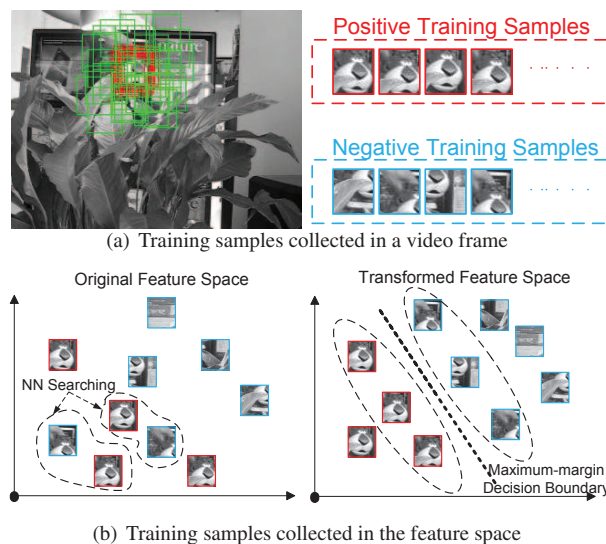 Positive Training Samples
Negative Training Samples
(a) Training samples collected in a video frame
Original Feature Space
Transformed Feature Space
NN Searching
Maximum-margin
Decision Boundary
(b) Training samples collected in the feature space